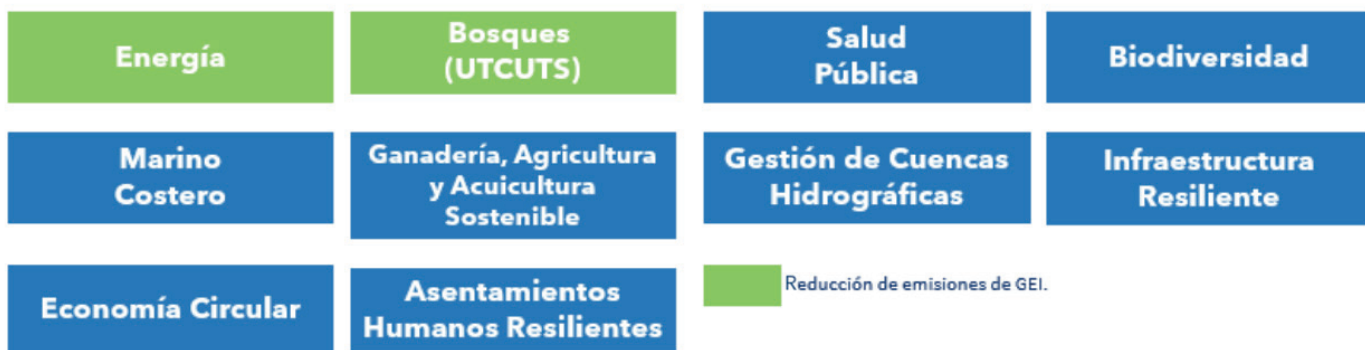 Energía
Bosques
(UTCUTS)
Salud
Pública
Biodiversidad
Marino
Costero
Ganadería, Agricultura
y Acuicultura
Sostenible
Gestión de Cuencas
Hidrográficas
Infraestructura
Resiliente
Economía Circular
Asentamientos
Humanos Resilientes
Reducción de emisiones de GEI.